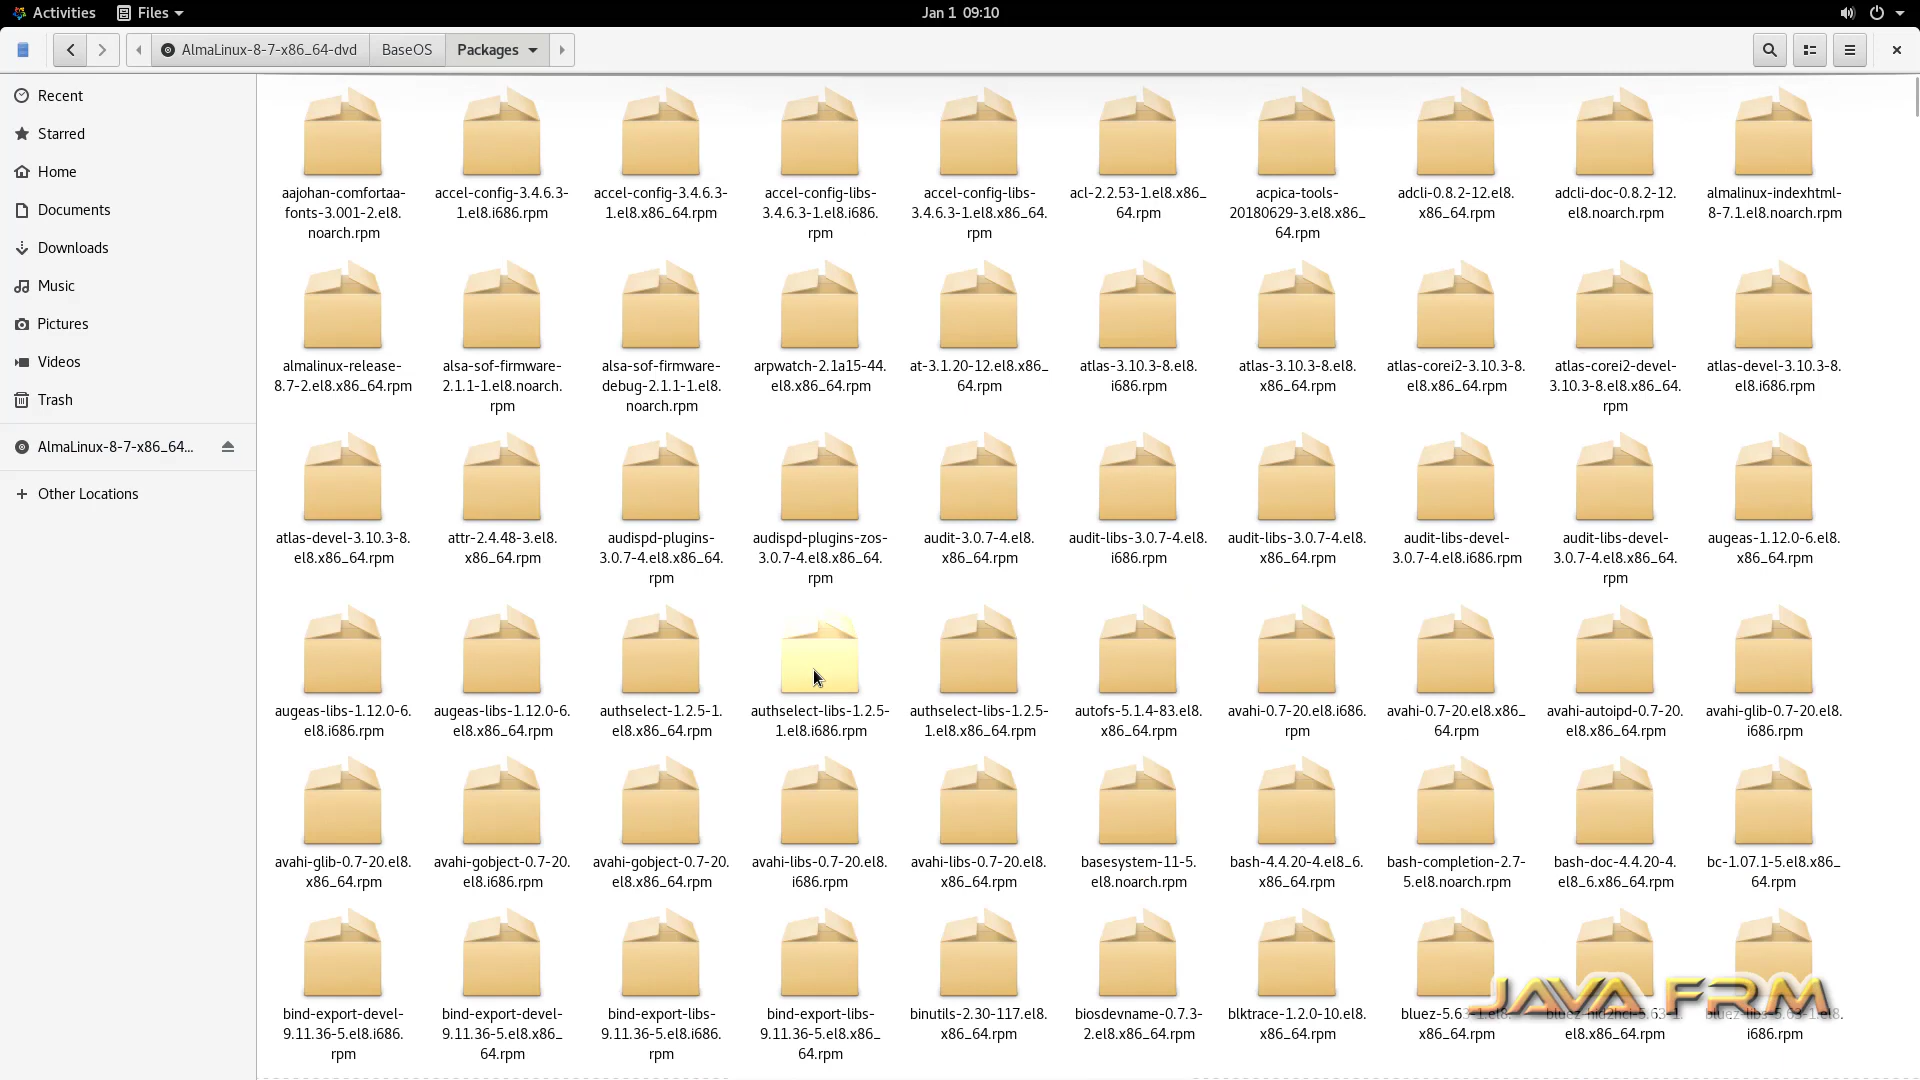 Activities Files Jan 1 09:10
AlmaLinux-8-7-x86_64-dvd BaseOS Packages
Recent
Starred
Home
Documents
Downloads
Music
Pictures
Videos
Trash
AlmaLinux-8-7-x86_64...
Other Locations
aajohan-comfortaa-
fonts-3.001-2.el8.
noarch.rpm
accel-config-3.4.6.3-
1.el8.i686.rpm
accel-config-3.4.6.3-
1.el8.x86_64.rpm
accel-config-libs-
3.4.6.3-1.el8.i686.
rpm
accel-config-libs-
3.4.6.3-1.el8.x86_64.
rpm
acl-2.2.53-1.el8.x86_
64.rpm
acpica-tools-
20180629-3.el8.x86_
64.rpm
adcli-0.8.2-12.el8.
x86_64.rpm
adcli-doc-0.8.2-12.
el8.noarch.rpm
almalinux-indexhtml-
8-7.1.el8.noarch.rpm
almalinux-release-
8.7-2.el8.x86_64.rpm
alsa-sof-firmware-
2.1.1-1.el8.noarch.
rpm
alsa-sof-firmware-
debug-2.1.1-1.el8.
noarch.rpm
arpwatch-2.1a15-44.
el8.x86_64.rpm
at-3.1.20-12.el8.x86_
64.rpm
atlas-3.10.3-8.el8.
i686.rpm
atlas-3.10.3-8.el8.
x86_64.rpm
atlas-corei2-3.10.3-8.
el8.x86_64.rpm
atlas-corei2-devel-
3.10.3-8.el8.x86_64.
rpm
atlas-devel-3.10.3-8.
el8.i686.rpm
atlas-devel-3.10.3-8.
el8.x86_64.rpm
attr-2.4.48-3.el8.
x86_64.rpm
audispd-plugins-
3.0.7-4.el8.x86_64.
rpm
audispd-plugins-zos-
3.0.7-4.el8.x86_64.
rpm
audit-3.0.7-4.el8.
x86_64.rpm
audit-libs-3.0.7-4.el8.
i686.rpm
audit-libs-3.0.7-4.el8.
x86_64.rpm
audit-libs-devel-
3.0.7-4.el8.i686.rpm
audit-libs-devel-
3.0.7-4.el8.x86_64.
rpm
augeas-1.12.0-6.el8.
x86_64.rpm
augeas-libs-1.12.0-6.
el8.i686.rpm
augeas-libs-1.12.0-6.
el8.x86_64.rpm
authselect-1.2.5-1.
el8.x86_64.rpm
authselect-libs-1.2.5-
1.el8.i686.rpm
authselect-libs-1.2.5-
1.el8.x86_64.rpm
autofs-5.1.4-83.el8.
x86_64.rpm
avahi-0.7-20.el8.i686.
rpm
avahi-0.7-20.el8.x86_
64.rpm
avahi-autoipd-0.7-20.
el8.x86_64.rpm
avahi-glib-0.7-20.el8.
i686.rpm
avahi-glib-0.7-20.el8.
x86_64.rpm
avahi-gobject-0.7-20.
el8.i686.rpm
avahi-gobject-0.7-20.
el8.x86_64.rpm
avahi-libs-0.7-20.el8.
i686.rpm
avahi-libs-0.7-20.el8.
x86_64.rpm
basesystem-11-5.
el8.noarch.rpm
bash-4.4.20-4.el8_6.
x86_64.rpm
bash-completion-2.7-
5.el8.noarch.rpm
bash-doc-4.4.20-4.
el8_6.x86_64.rpm
bc-1.07.1-5.el8.x86_
64.rpm
bind-export-devel-
9.11.36-5.el8.i686.
rpm
bind-export-devel-
9.11.36-5.el8.x86_
64.rpm
bind-export-libs-
9.11.36-5.el8.i686.
rpm
bind-export-libs-
9.11.36-5.el8.x86_
64.rpm
binutils-2.30-117.el8.
x86_64.rpm
biosdevname-0.7.3-
2.el8.x86_64.rpm
blktrace-1.2.0-10.el8.
x86_64.rpm
bluez-5.63-1.el8.
x86_64.rpm
bluez-hid2hci-5.63-1.
el8.x86_64.rpm
bluez-libs-5.63-1.el8.
i686.rpm
JAVA FRM